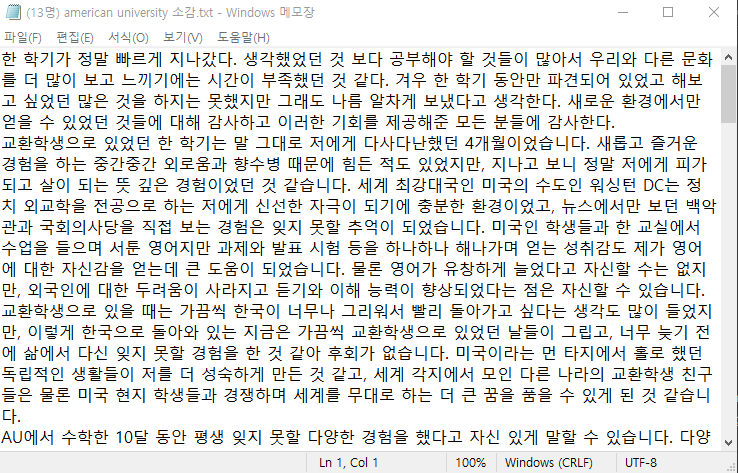 (13명) american university 소감.txt - Windows 메모장
파일(F) 편집(E) 서식(O) 보기(V) 도움말(H)
한 학기가 정말 빠르게 지나갔다. 생각했었던 것 보다 공부해야 할 것들이 많아서 우리와 다른 문화
를 더 많이 보고 느끼기에는 시간이 부족했던 것 같다. 겨우 한 학기 동안만 파견되어 있었고 해보
고 싶었던 많은 것을 하지는 못했지만 그래도 나름 알차게 보냈다고 생각한다. 새로운 환경에서만
얻을 수 있었던 것들에 대해 감사하고 이러한 기회를 제공해준 모든 분들에 감사한다.
교환학생으로 있었던 한 학기는 말 그대로 저에게 다사다난했던 4개월이었습니다. 새롭고 즐거운
경험을 하는 중간중간 외로움과 향수병 때문에 힘든 적도 있었지만, 지나고 보니 정말 저에게 피가
되고 살이 되는 뜻 깊은 경험이었던 것 같습니다. 세계 최강대국인 미국의 수도인 워싱턴 DC는 정
치 외교학을 전공으로 하는 저에게 신선한 자극이 되기에 충분한 환경이었고, 뉴스에서만 보던 백악
관과 국회의사당을 직접 보는 경험은 잊지 못할 추억이 되었습니다. 미국인 학생들과 한 교실에서
수업을 들으며 서툰 영어지만 과제와 발표 시험 등을 하나하나 해나가며 얻는 성취감도 제가 영어
에 대한 자신감을 얻는데 큰 도움이 되었습니다. 물론 영어가 유창하게 늘었다고 자신할 수는 없지
만, 외국인에 대한 두려움이 사라지고 듣기와 이해 능력이 향상되었다는 점은 자신할 수 있습니다.
교환학생으로 있을 때는 가끔씩 한국이 너무나 그리워서 빨리 돌아가고 싶다는 생각도 많이 들었지
만, 이렇게 한국으로 돌아와 있는 지금은 가끔씩 교환학생으로 있었던 날들이 그립고, 너무 늦기 전
에 삶에서 다신 잊지 못할 경험을 한 것 같아 후회가 없습니다. 미국이라는 먼 타지에서 홀로 했던
독립적인 생활들이 저를 더 성숙하게 만든 것 같고, 세계 각지에서 모인 다른 나라의 교환학생 친구
들은 물론 미국 현지 학생들과 경쟁하며 세계를 무대로 하는 더 큰 꿈을 품을 수 있게 된 것 같습니
다.
AU에서 수학한 10달 동안 평생 잊지 못할 다양한 경험을 했다고 자신 있게 말할 수 있습니다. 다양
Ln 1, Col 1 100% Windows (CRLF) UTF-8